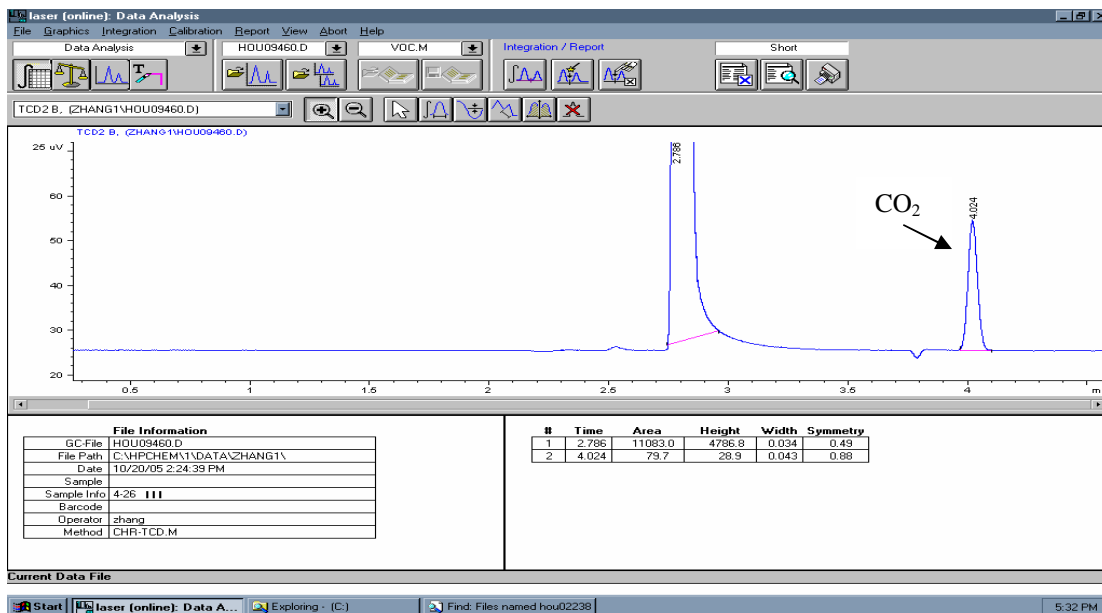 laser (online): Data Analysis
File Graphics Integration Calibration Report View Abort Help
Data Analysis HOU09460.D VOC.M Integration / Report Short
TCD2 B, (ZHANG1\HOU09460.D)
TCD2 B, (ZHANG1\HOU09460.D)
25 uV
60
50
40
30
20
2.786
CO₂
4.024
0.5 1 1.5 2 2.5 3 3.5 4 m
File Information
GC-File HOU09460.D
File Path C:\HPCHEM\1\DATA\ZHANG1\
Date 10/20/05 2:24:39 PM
Sample
Sample Info 4-26 III
Barcode
Operator zhang
Method CHR-TCD.M
# Time Area Height Width Symmetry
1 2.786 11083.0 4786.8 0.034 0.49
2 4.024 79.7 28.9 0.043 0.88
Current Data File
Start laser (online): Data A... Exploring - (C:) Find: Files named hou02238 5:32 PM